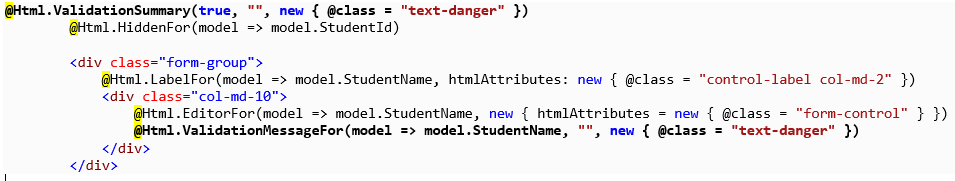 @Html.ValidationSummary(true, "", new { @class = "text-danger" })
@Html.HiddenFor(model => model.StudentId)
<div class="form-group">
@Html.LabelFor(model => model.StudentName, htmlAttributes: new { @class = "control-label col-md-2" })
<div class="col-md-10">
@Html.EditorFor(model => model.StudentName, new { htmlAttributes = new { @class = "form-control" } })
@Html.ValidationMessageFor(model => model.StudentName, "", new { @class = "text-danger" })
</div>
</div>